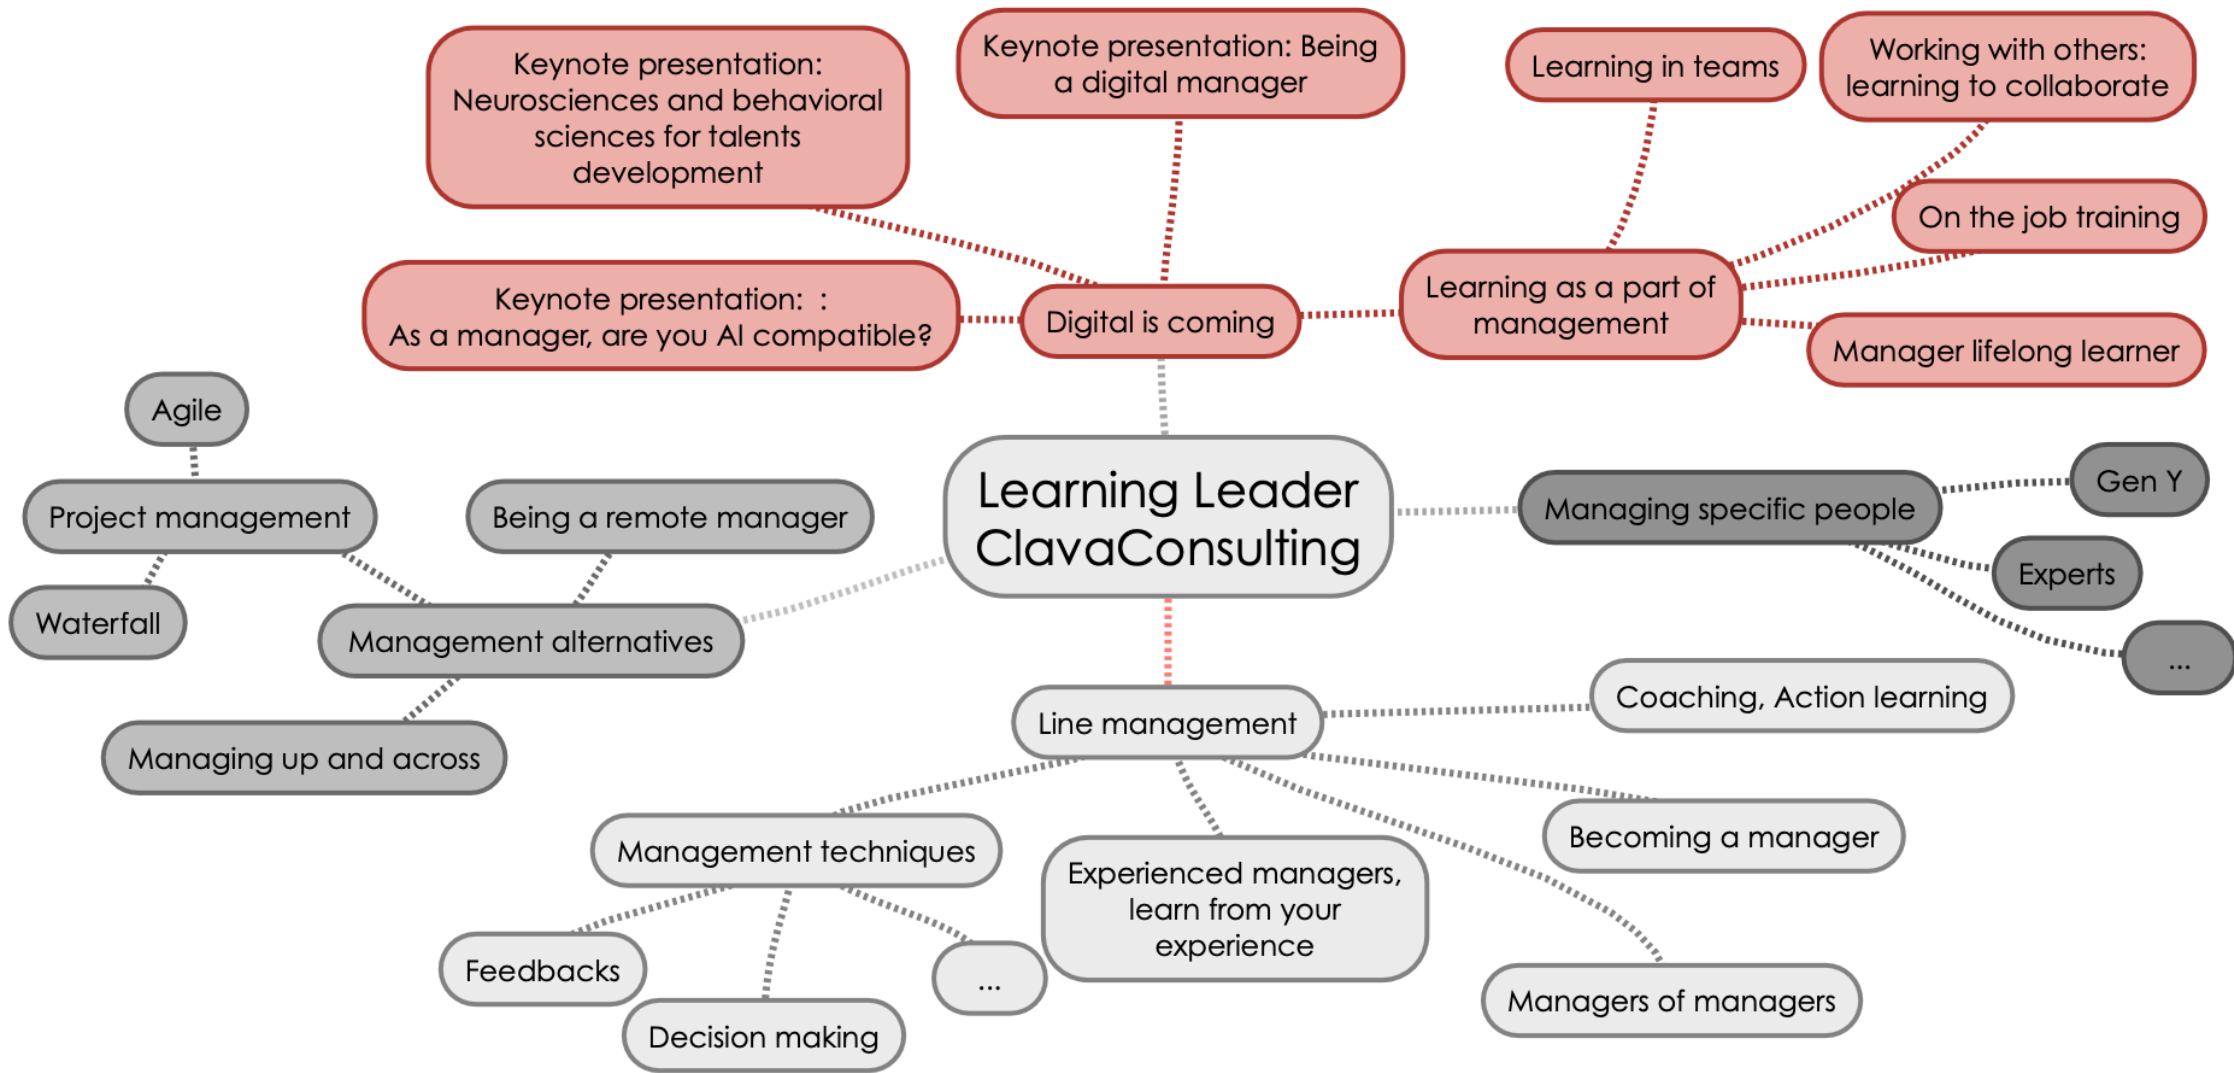 Keynote presentation:
Neurosciences and behavioral
sciences for talents
development
Keynote presentation: Being
a digital manager
Learning in teams
Working with others:
learning to collaborate
On the job training
Keynote presentation:  :
As a manager, are you AI compatible?
Digital is coming
Learning as a part of
management
Manager lifelong learner
Agile
Project management
Being a remote manager
Waterfall
Management alternatives
Managing up and across
Learning Leader
ClavaConsulting
Managing specific people
Gen Y
Experts
...
Line management
Coaching, Action learning
Management techniques
Experienced managers,
learn from your
experience
Becoming a manager
Feedbacks
Decision making
...
Managers of managers